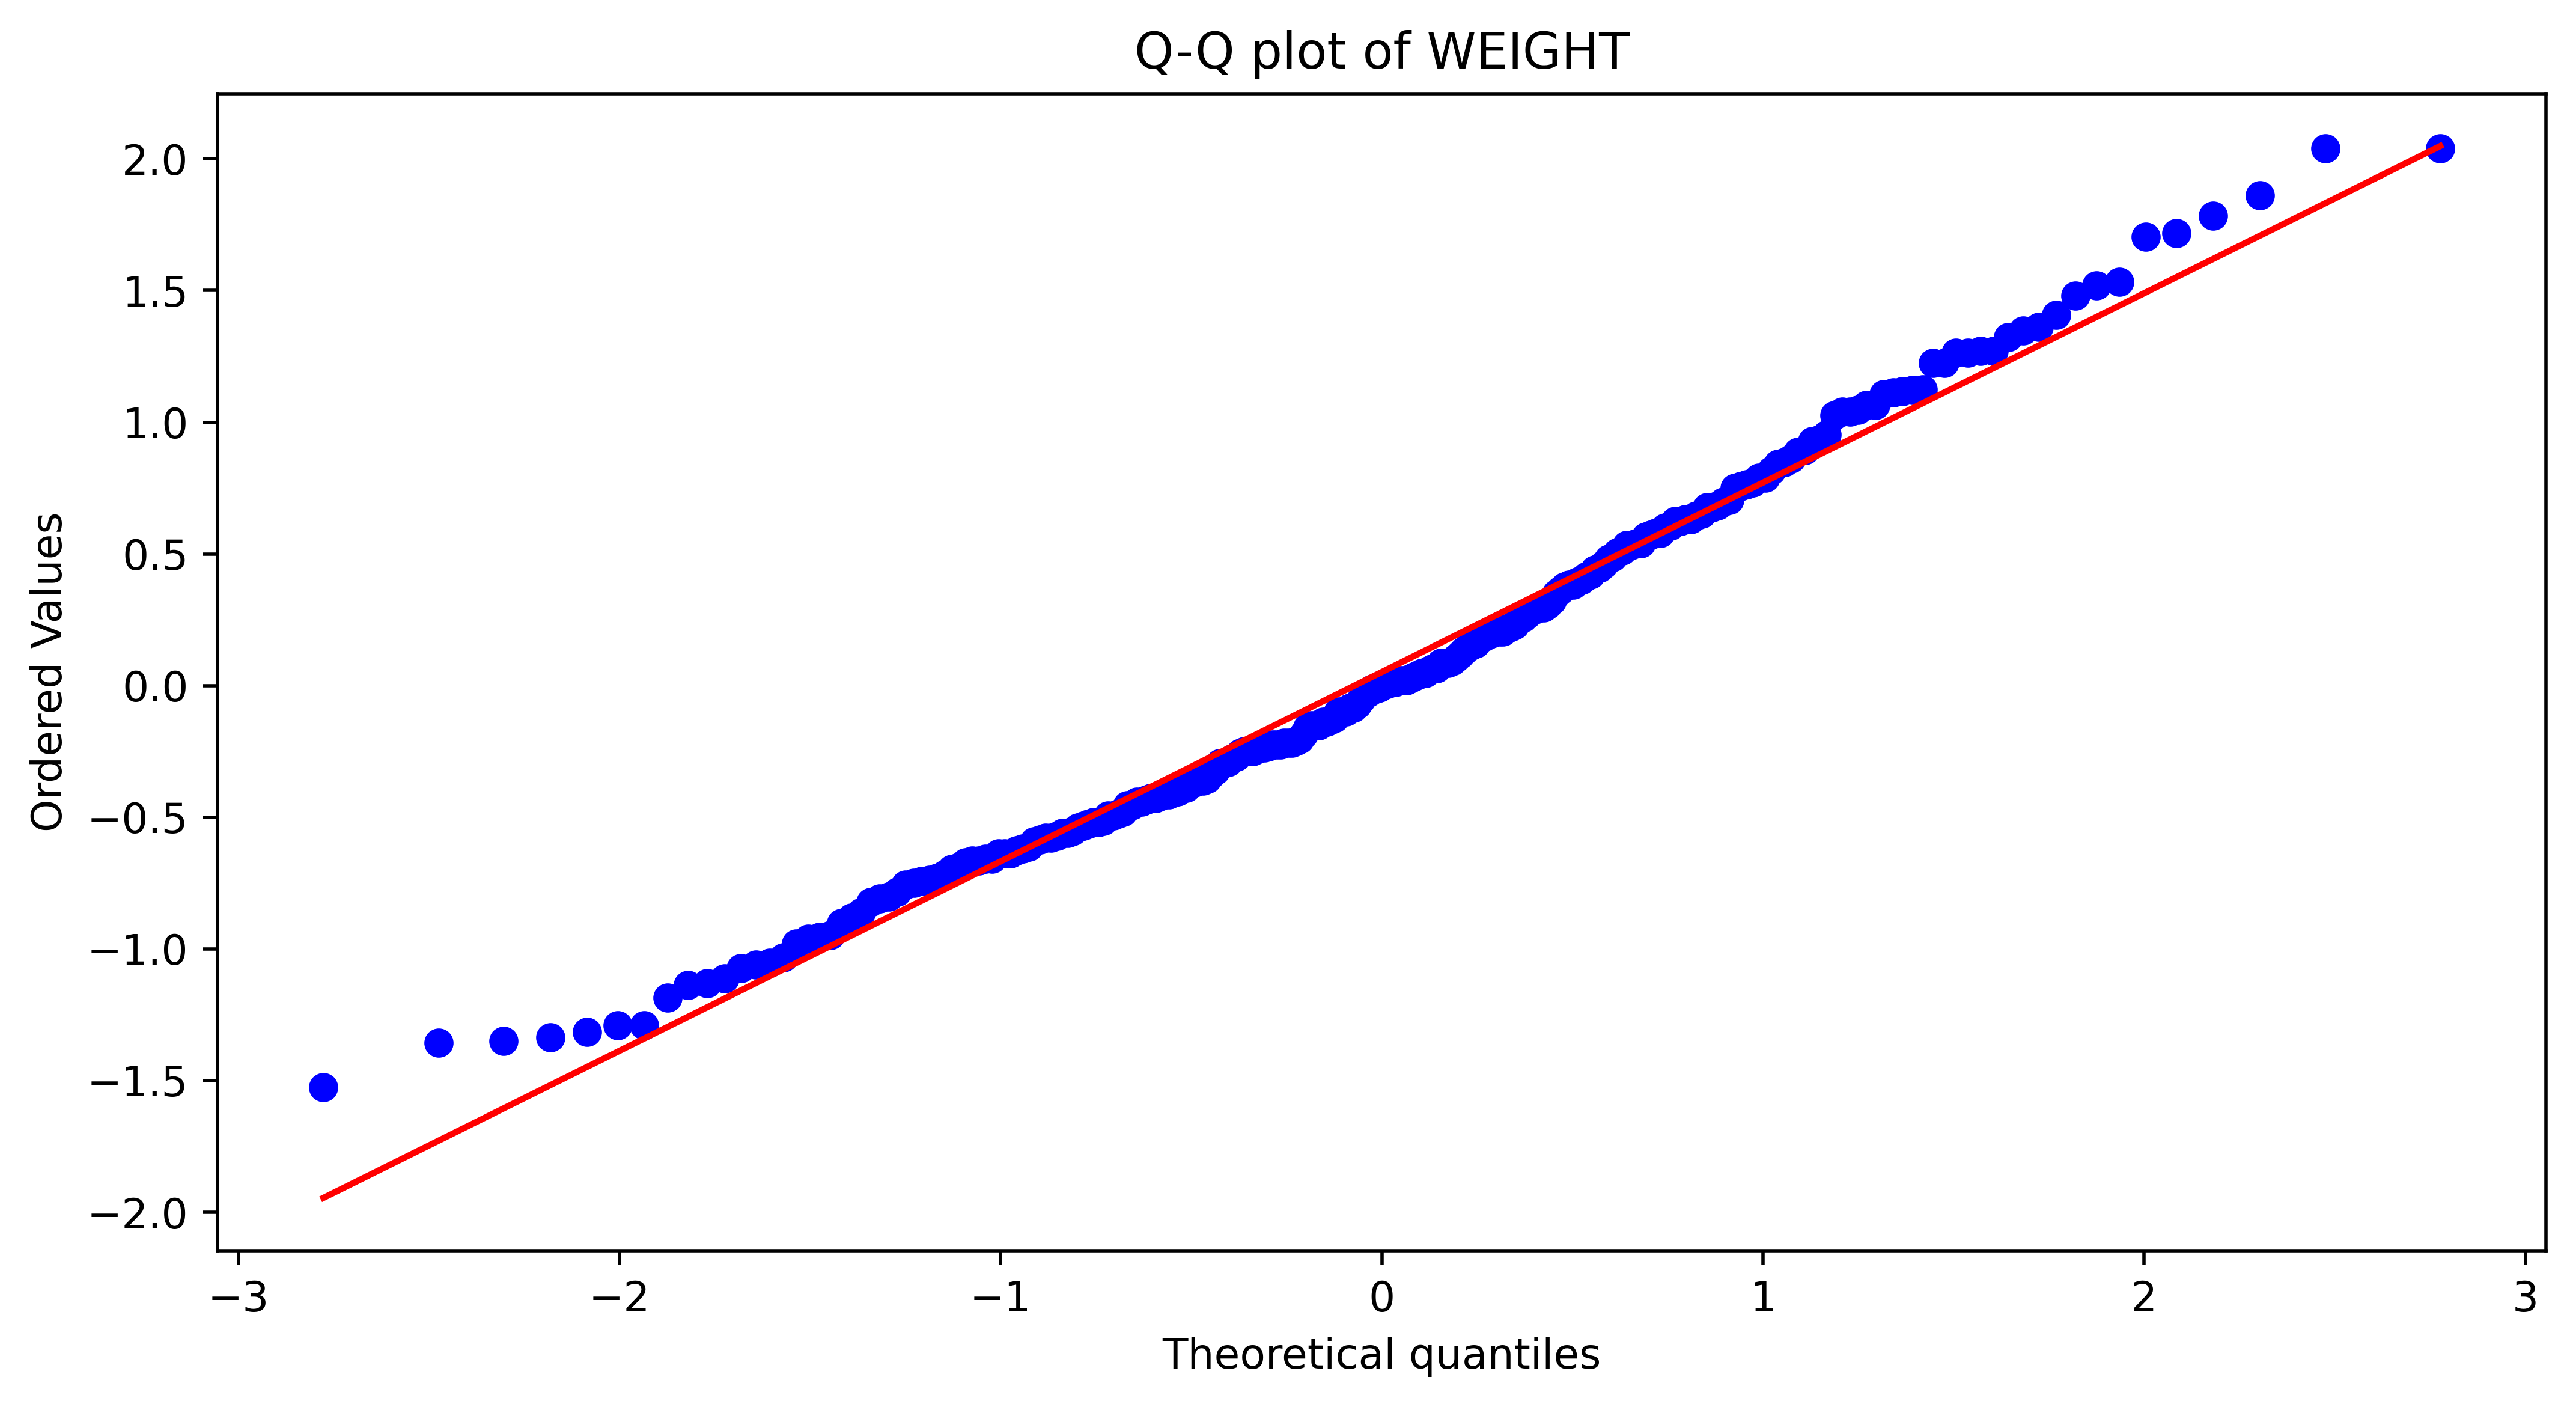 Q-Q plot of WEIGHT
2.0
1.5
1.0
0.5
0.0
−0.5
−1.0
−1.5
−2.0
Ordered Values
−3 −2 −1 0 1 2 3
Theoretical quantiles